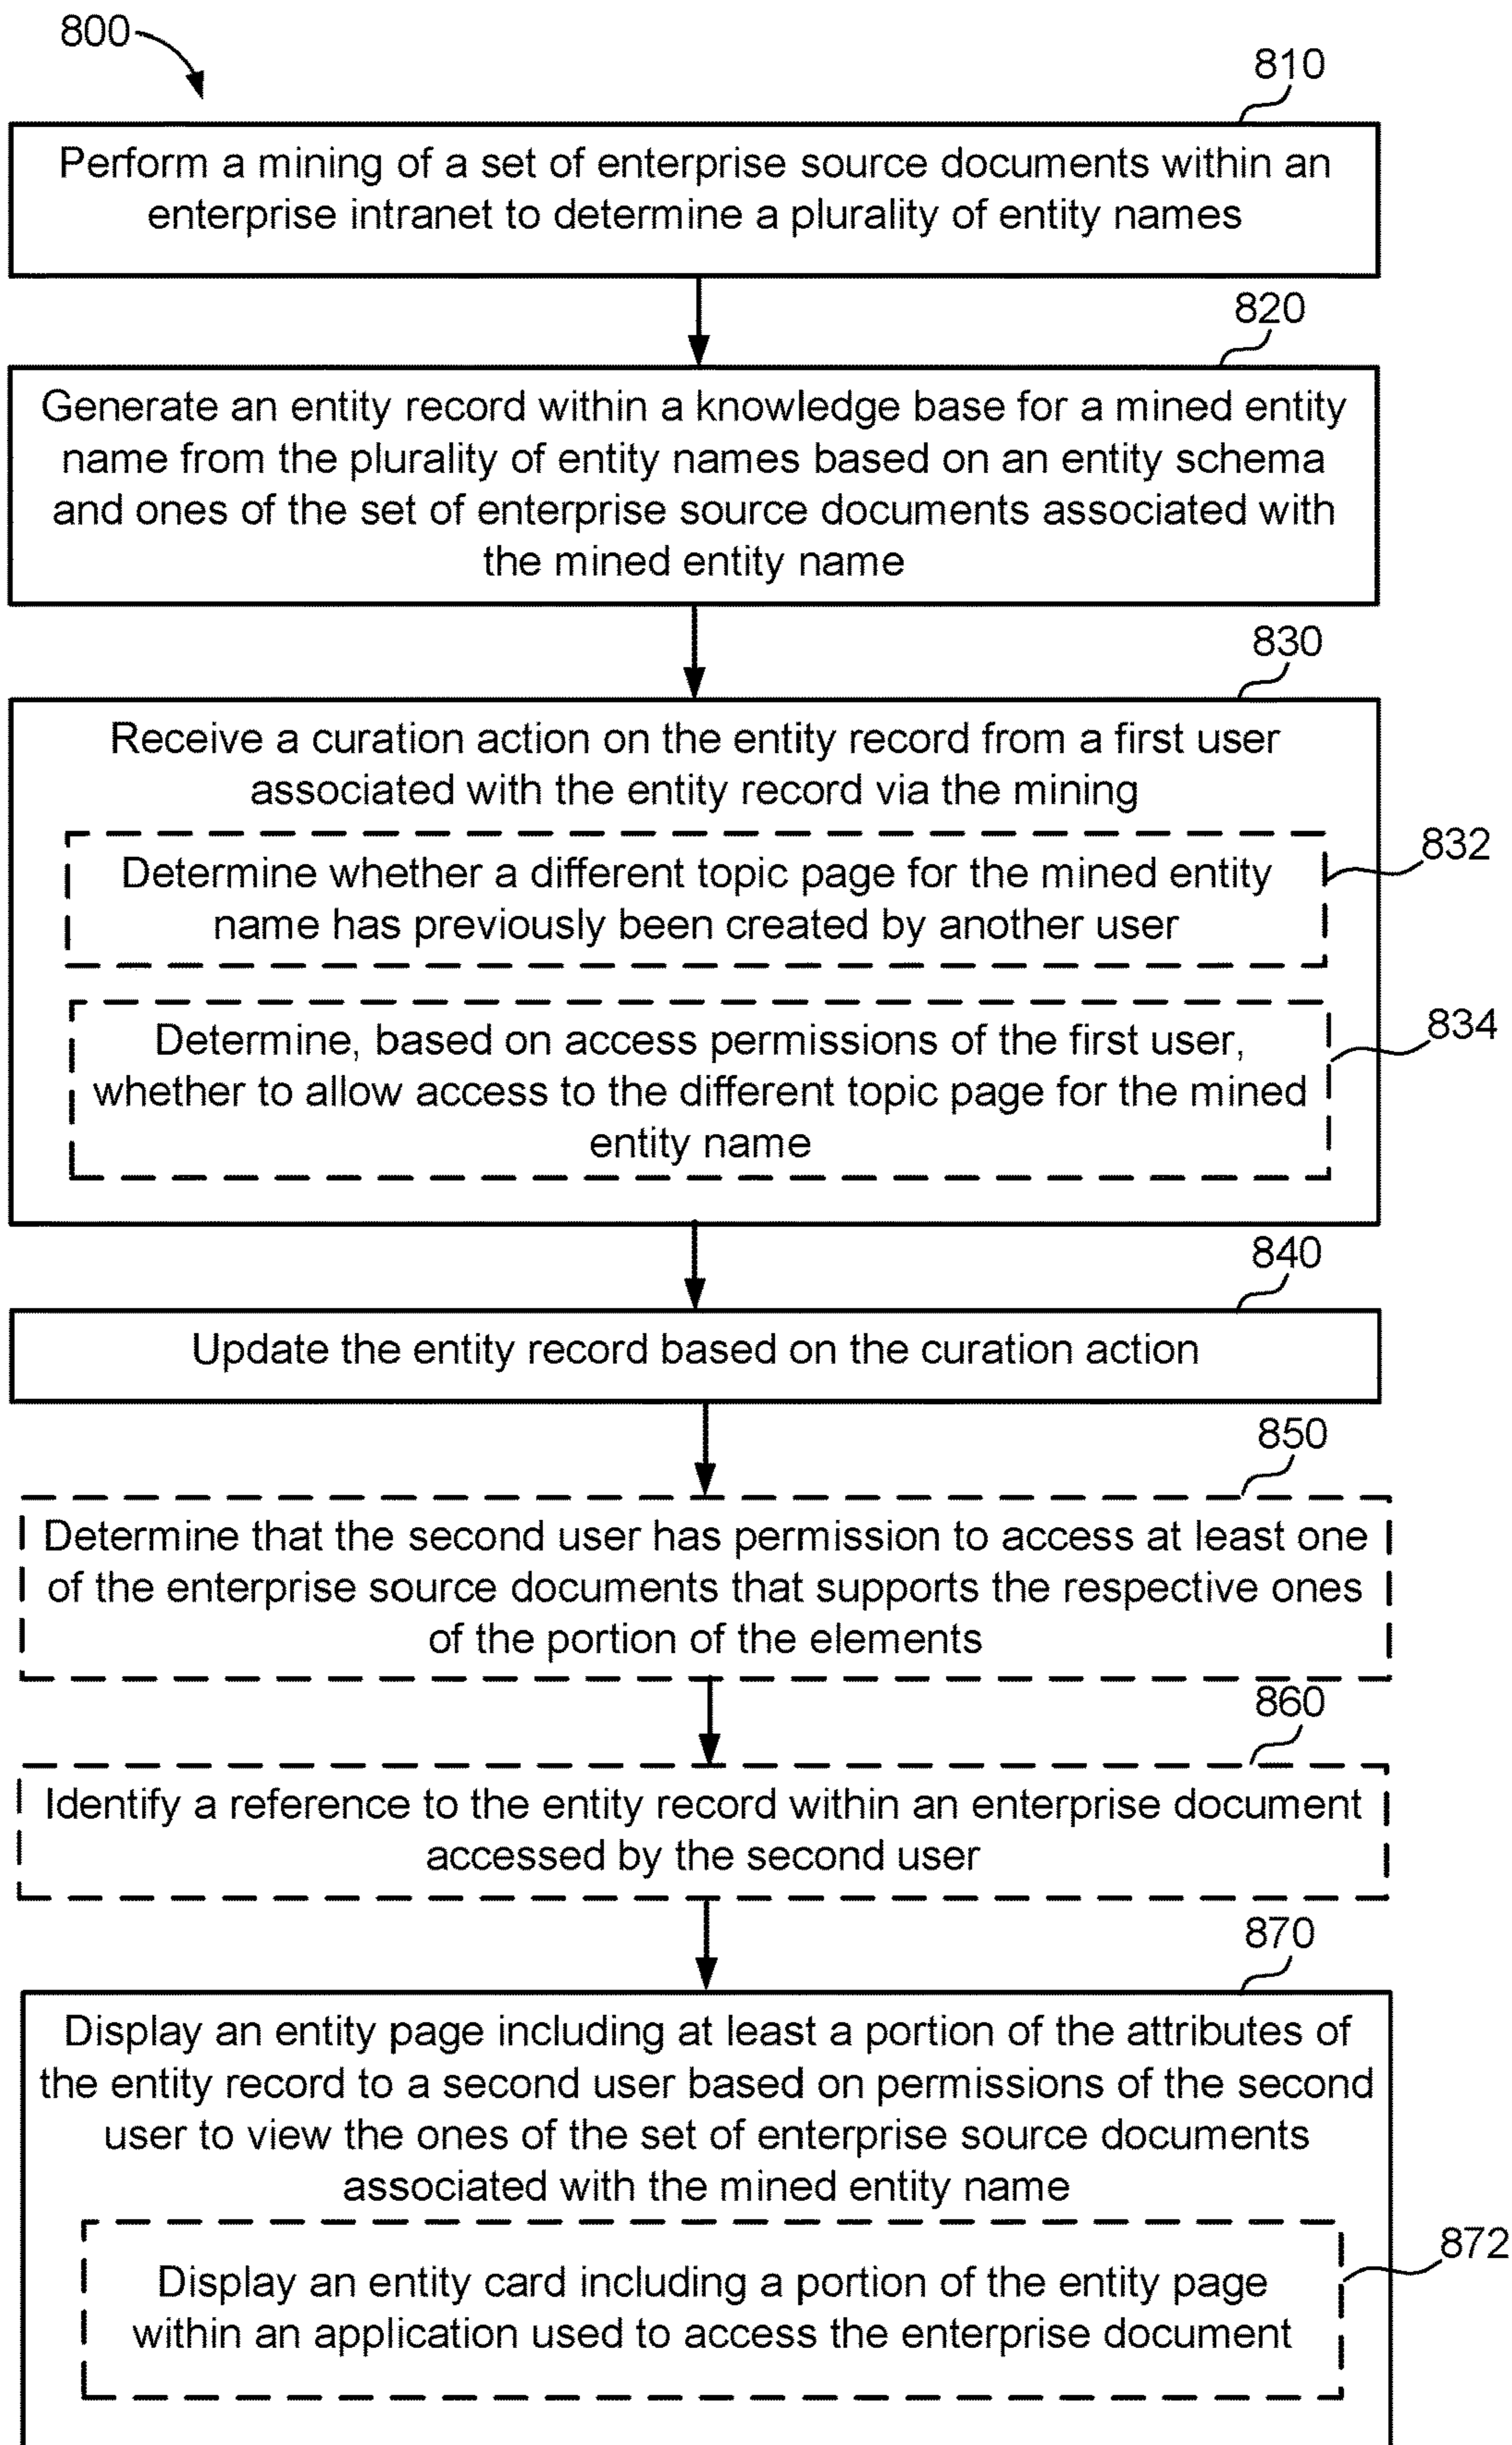 800
810
Perform a mining of a set of enterprise source documents within an
enterprise intranet to determine a plurality of entity names
820
Generate an entity record within a knowledge base for a mined entity
name from the plurality of entity names based on an entity schema
and ones of the set of enterprise source documents associated with
the mined entity name
830
Receive a curation action on the entity record from a first user
associated with the entity record via the mining
832
Determine whether a different topic page for the mined entity
name has previously been created by another user
834
Determine, based on access permissions of the first user,
whether to allow access to the different topic page for the mined
entity name
840
Update the entity record based on the curation action
850
Determine that the second user has permission to access at least one
of the enterprise source documents that supports the respective ones
of the portion of the elements
860
Identify a reference to the entity record within an enterprise document
accessed by the second user
870
Display an entity page including at least a portion of the attributes of
the entity record to a second user based on permissions of the second
user to view the ones of the set of enterprise source documents
associated with the mined entity name
872
Display an entity card including a portion of the entity page
within an application used to access the enterprise document